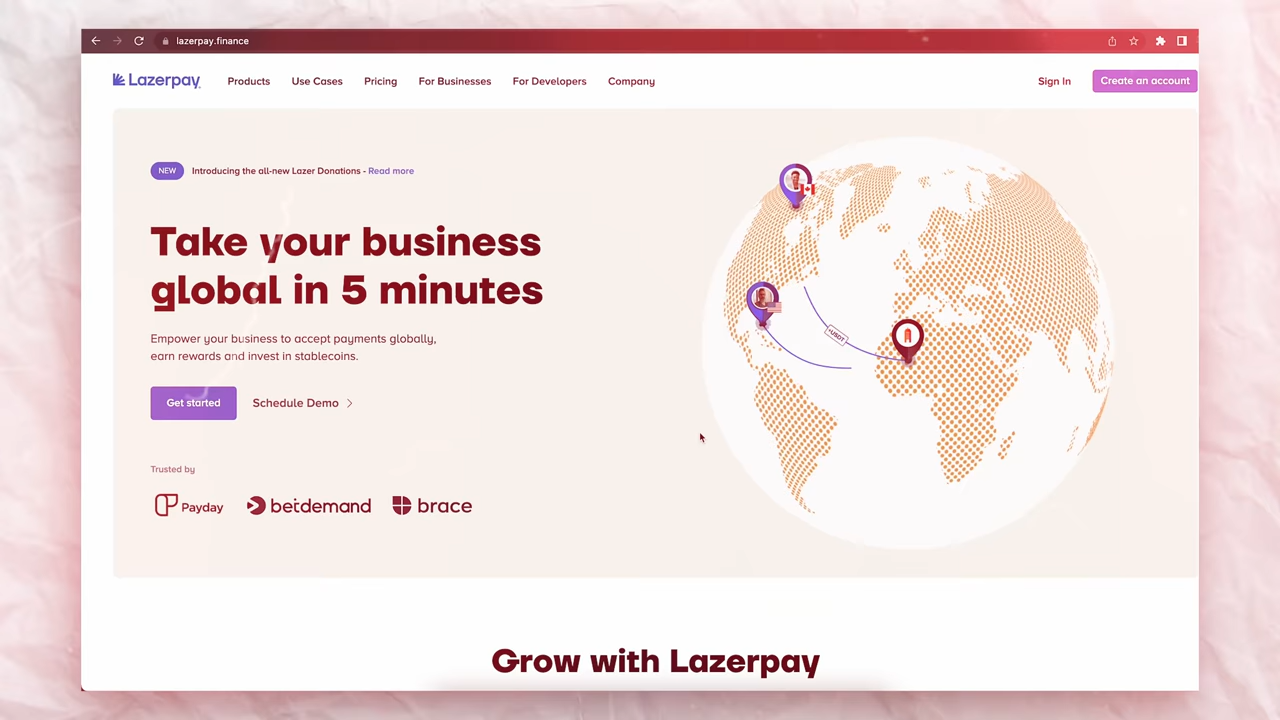 lazerpay.finance
Lazerpay
Products Use Cases Pricing For Businesses For Developers Company
Sign In
Create an account
NEW Introducing the all-new Lazer Donations - Read more
Take your business
global in 5 minutes
Empower your business to accept payments globally,
earn rewards and invest in stablecoins.
Get started
Schedule Demo
Trusted by
Payday betdemand brace
+USDT
Grow with Lazerpay